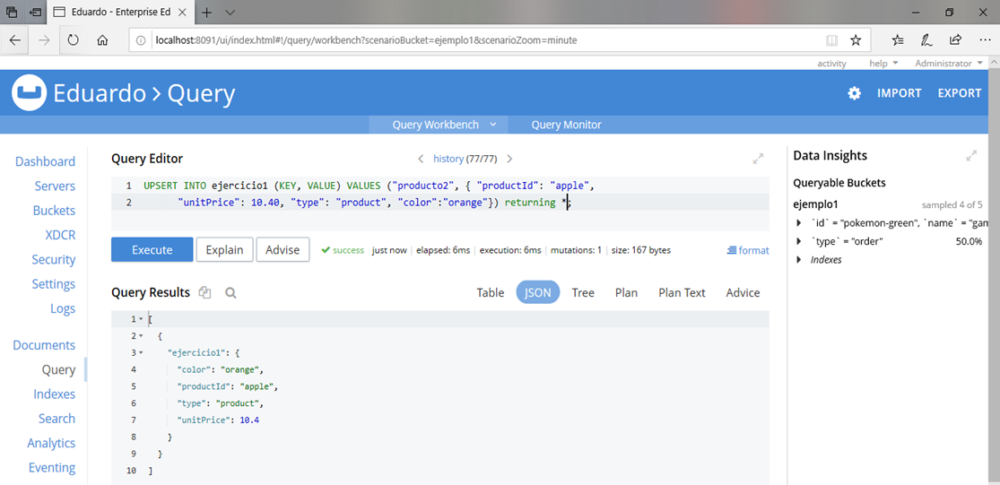 Eduardo - Enterprise Ed
localhost:8091/ui/index.html#!/query/workbench?scenarioBucket=ejemplo1&scenarioZoom=minute
activity help Administrator
Eduardo > Query
IMPORT EXPORT
Query Workbench Query Monitor
Dashboard
Servers
Buckets
XDCR
Security
Settings
Logs
Documents
Query
Indexes
Search
Analytics
Eventing
Query Editor
history (77/77)
1 UPSERT INTO ejercicio1 (KEY, VALUE) VALUES ("producto2", { "productId": "apple",
2 "unitPrice": 10.40, "type": "product", "color":"orange"}) returning *;
Execute Explain Advise success just now | elapsed: 6ms | execution: 6ms | mutations: 1 | size: 167 bytes format
Query Results
Table JSON Tree Plan Plan Text Advice
1 [
2 {
3 "ejercicio1": {
4 "color": "orange",
5 "productId": "apple",
6 "type": "product",
7 "unitPrice": 10.4
8 }
9 }
10 ]
Data Insights
Queryable Buckets
ejemplo1 sampled 4 of 5
`id` = "pokemon-green", `name` = "gam
`type` = "order" 50.0%
Indexes